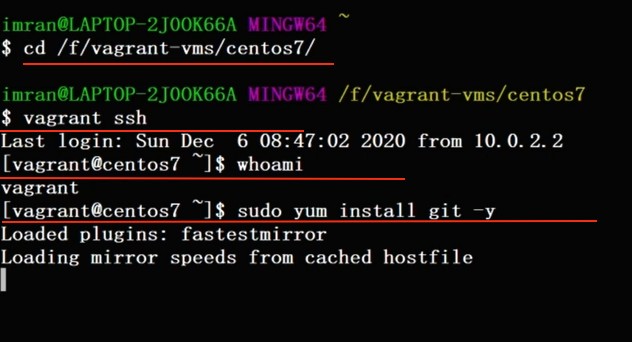 imran@LAPTOP-2JOOK66A MINGW64 ~
$ cd /f/vagrant-vms/centos7/
imran@LAPTOP-2JOOK66A MINGW64 /f/vagrant-vms/centos7
$ vagrant ssh
Last login: Sun Dec  6 08:47:02 2020 from 10.0.2.2
[vagrant@centos7 ~]$ whoami
vagrant
[vagrant@centos7 ~]$ sudo yum install git -y
Loaded plugins: fastestmirror
Loading mirror speeds from cached hostfile